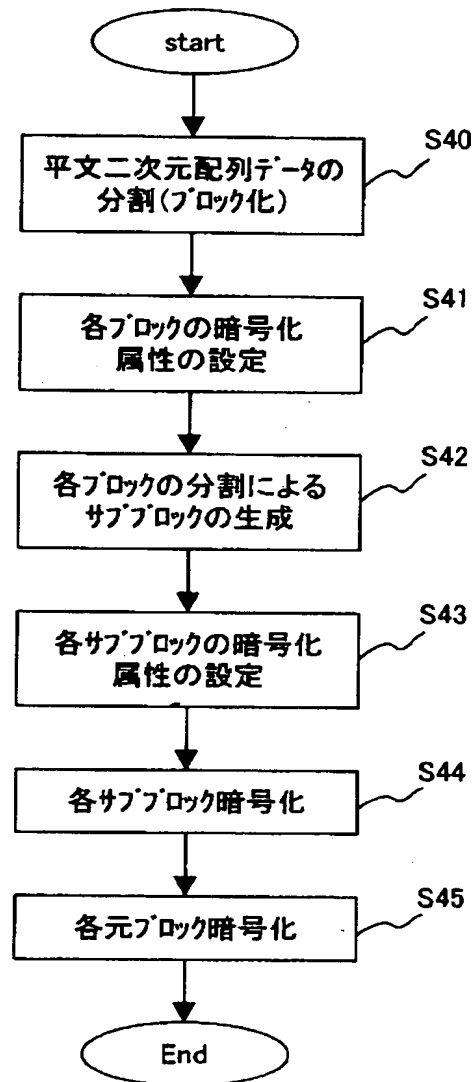 start
S40
平文二次元配列データの
分割(ブロック化)
S41
各ブロックの暗号化
属性の設定
S42
各ブロックの分割による
サブブロックの生成
S43
各サブブロックの暗号化
属性の設定
S44
各サブブロック暗号化
S45
各元ブロック暗号化
End